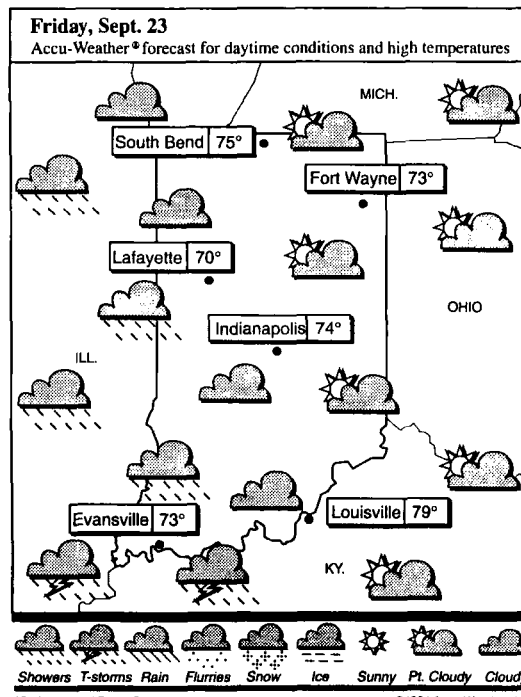 Friday, Sept. 23
Accu-Weather® forecast for daytime conditions and high temperatures
MICH.
South Bend 75°
Fort Wayne 73°
Lafayette 70°
OHIO
Indianapolis 74°
ILL.
Evansville 73°
Louisville 79°
KY.
Showers T-storms Rain Flurries Snow Ice Sunny Pt. Cloudy Cloud